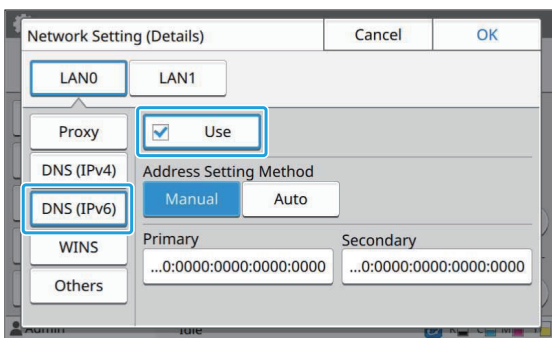 Network Setting (Details)
Cancel
OK
LAN0
LAN1
Proxy
DNS (IPv4)
DNS (IPv6)
WINS
Others
Use
Address Setting Method
Manual
Auto
Primary
Secondary
...0:0000:0000:0000:0000
...0:0000:0000:0000:0000
Admin
Idle
K
C
M